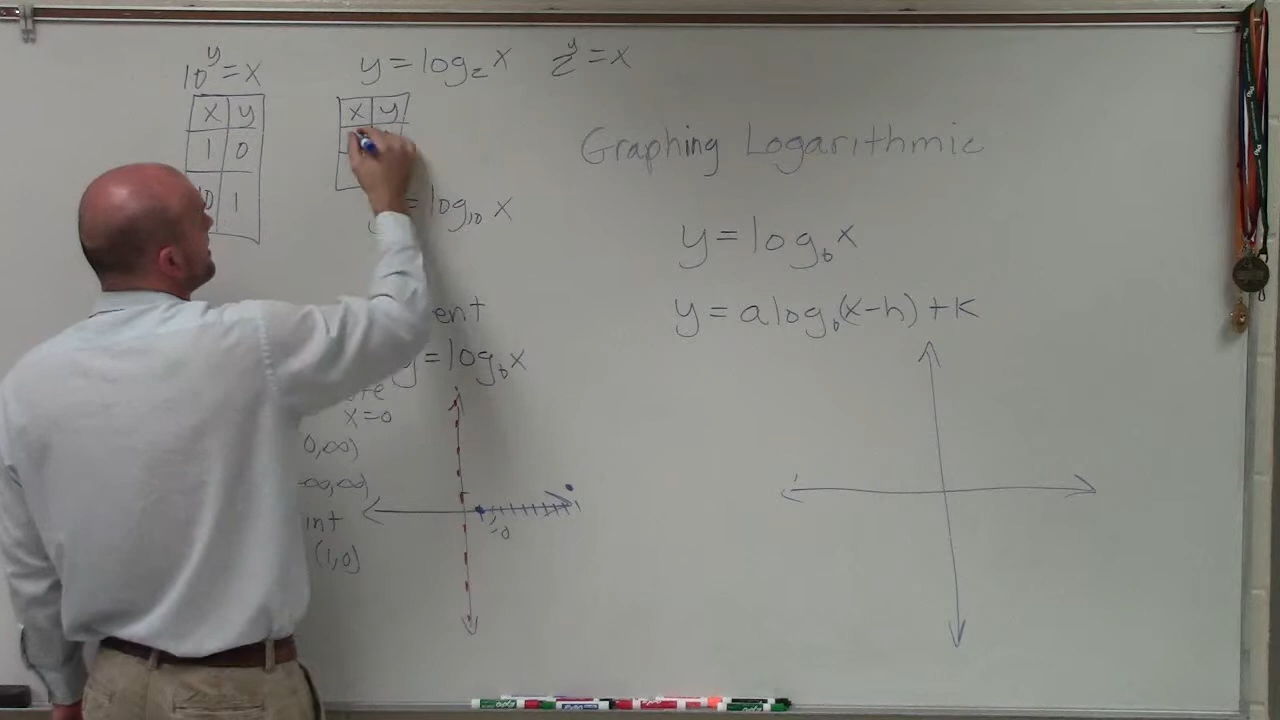 10^y = x
x y
1 0
10 1
y = log₂ x 2^y = x
x y
= log₁₀ x
Graphing Logarithmic
y = log_b x
y = a log_b (x-h) + k
ent
y = log_b x
x=0
0,∞)
-∞,∞)
int
(1,0)